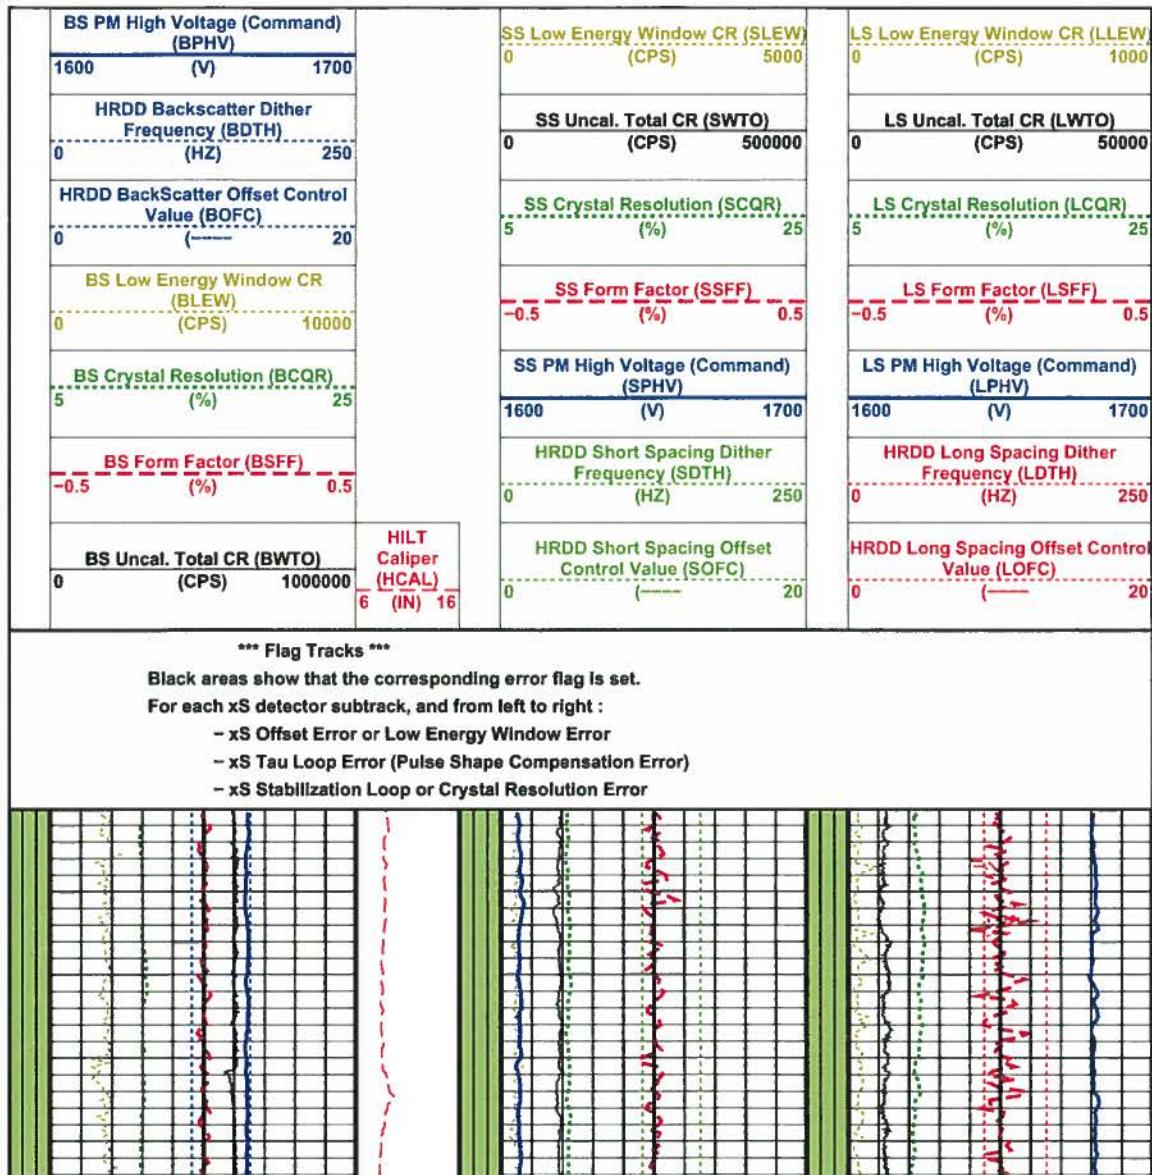 BS PM High Voltage (Command)
(BPHV)
1600 (V) 1700
HRDD Backscatter Dither
Frequency (BDTH)
0 (HZ) 250
HRDD BackScatter Offset Control
Value (BOFC)
0 (---- 20
BS Low Energy Window CR
(BLEW)
0 (CPS) 10000
BS Crystal Resolution (BCQR)
5 (%) 25
BS Form Factor (BSFF)
−0.5 (%) 0.5
BS Uncal. Total CR (BWTO)
0 (CPS) 1000000
HILT
Caliper
(HCAL)
6 (IN) 16
SS Low Energy Window CR (SLEW)
0 (CPS) 5000
SS Uncal. Total CR (SWTO)
0 (CPS) 500000
SS Crystal Resolution (SCQR)
5 (%) 25
SS Form Factor (SSFF)
−0.5 (%) 0.5
SS PM High Voltage (Command)
(SPHV)
1600 (V) 1700
HRDD Short Spacing Dither
Frequency (SDTH)
0 (HZ) 250
HRDD Short Spacing Offset
Control Value (SOFC)
0 (---- 20
LS Low Energy Window CR (LLEW)
0 (CPS) 1000
LS Uncal. Total CR (LWTO)
0 (CPS) 50000
LS Crystal Resolution (LCQR)
5 (%) 25
LS Form Factor (LSFF)
−0.5 (%) 0.5
LS PM High Voltage (Command)
(LPHV)
1600 (V) 1700
HRDD Long Spacing Dither
Frequency (LDTH)
0 (HZ) 250
HRDD Long Spacing Offset Control
Value (LOFC)
0 (---- 20
*** Flag Tracks ***
Black areas show that the corresponding error flag is set.
For each xS detector subtrack, and from left to right :
− xS Offset Error or Low Energy Window Error
− xS Tau Loop Error (Pulse Shape Compensation Error)
− xS Stabilization Loop or Crystal Resolution Error